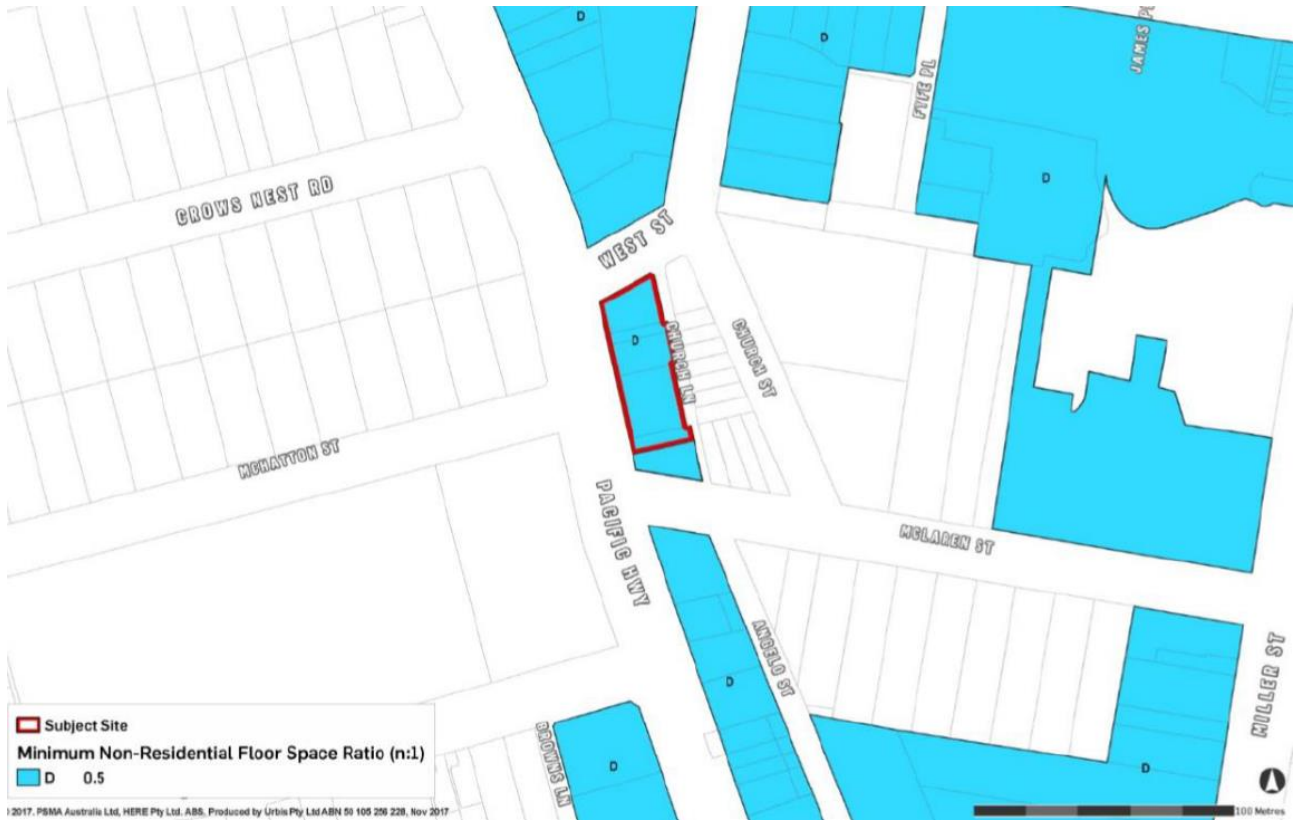 D
D
FYFE PL
JAMES PL
D
CROWS NEST RD
WEST ST
D
CHURCH LN
CHURCH ST
MCHATTON ST
PACIFIC HWY
MCLAREN ST
ANGELO ST
D
MILLER ST
BROWNS LN
D
D
Subject Site
Minimum Non-Residential Floor Space Ratio (n:1)
D 0.5
2017. PSMA Australia Ltd, HERE Pty Ltd. ABS. Produced by Urbis Pty Ltd ABN 50 105 256 228, Nov 2017
100 Metres